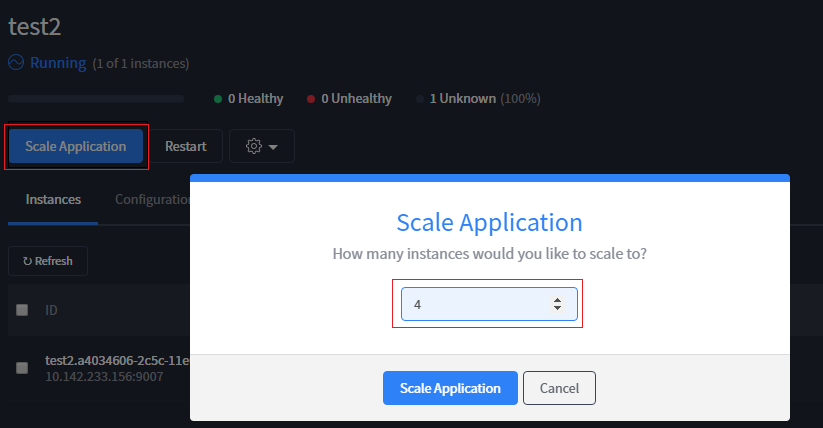 test2
Running (1 of 1 instances)
0 Healthy 0 Unhealthy 1 Unknown (100%)
Scale Application Restart
Instances Configuration
Scale Application
How many instances would you like to scale to?
Refresh
4
ID
test2.a4034606-2c5c-11e
10.142.233.156:9007
Scale Application Cancel